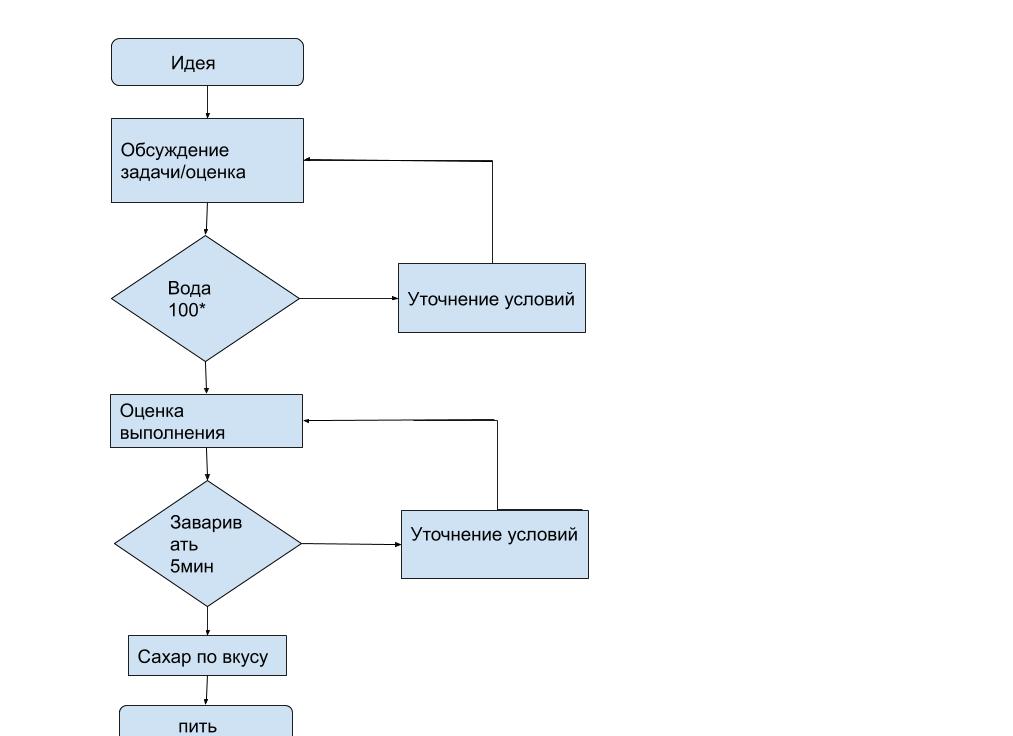 Идея
Обсуждение
задачи/оценка
Вода
100*
Уточнение условий
Оценка
выполнения
Заварив
ать
5мин
Уточнение условий
Сахар по вкусу
пить